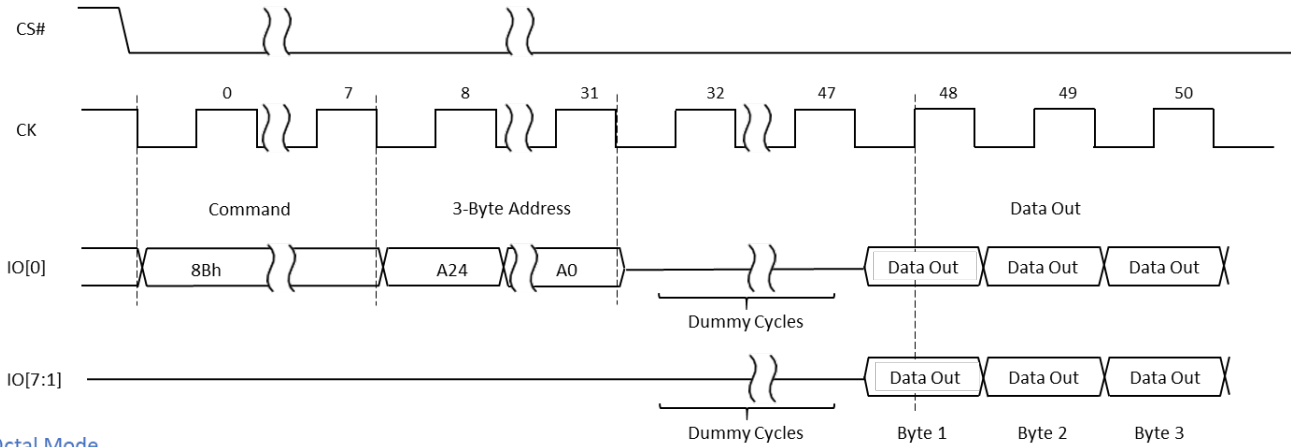 CS#
0 7 8 31 32 47 48 49 50
CK
Command 3-Byte Address Data Out
IO[0] 8Bh A24 A0 Data Out Data Out Data Out
Dummy Cycles
IO[7:1] Data Out Data Out Data Out
Dummy Cycles Byte 1 Byte 2 Byte 3
Octal Mode